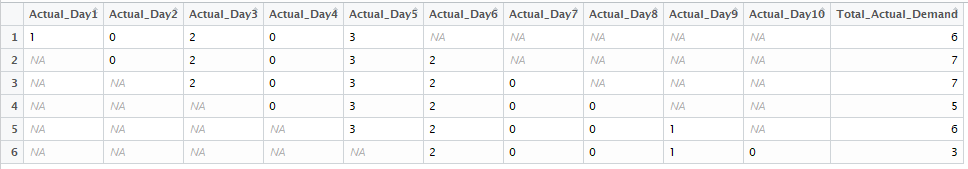 Actual_Day1 Actual_Day2 Actual_Day3 Actual_Day4 Actual_Day5 Actual_Day6 Actual_Day7 Actual_Day8 Actual_Day9 Actual_Day10 Total_Actual_Demand
1 1 0 2 0 3 NA NA NA NA NA 6
2 NA 0 2 0 3 2 NA NA NA NA 7
3 NA NA 2 0 3 2 0 NA NA NA 7
4 NA NA NA 0 3 2 0 0 NA NA 5
5 NA NA NA NA 3 2 0 0 1 NA 6
6 NA NA NA NA NA 2 0 0 1 0 3